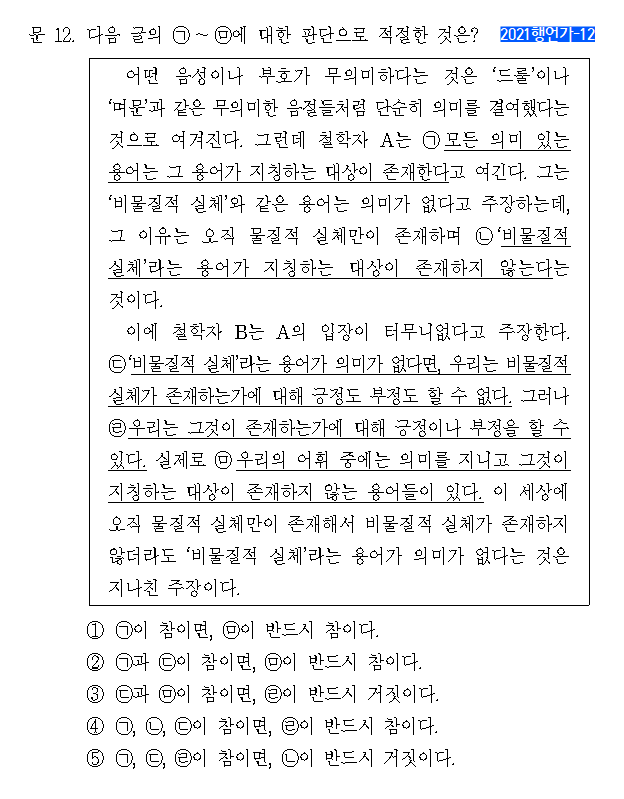 문 12. 다음 글의 ㉠～㉤에 대한 판단으로 적절한 것은? 2021행언가-12
어떤 음성이나 부호가 무의미하다는 것은 ‘드룰’이나
‘며문’과 같은 무의미한 음절들처럼 단순히 의미를 결여했다는
것으로 여겨진다. 그런데 철학자 A는 ㉠모든 의미 있는
용어는 그 용어가 지칭하는 대상이 존재한다고 여긴다. 그는
‘비물질적 실체’와 같은 용어는 의미가 없다고 주장하는데,
그 이유는 오직 물질적 실체만이 존재하며 ㉡‘비물질적
실체’라는 용어가 지칭하는 대상이 존재하지 않는다는
것이다.
이에 철학자 B는 A의 입장이 터무니없다고 주장한다.
㉢‘비물질적 실체’라는 용어가 의미가 없다면, 우리는 비물질적
실체가 존재하는가에 대해 긍정도 부정도 할 수 없다. 그러나
㉣우리는 그것이 존재하는가에 대해 긍정이나 부정을 할 수
있다. 실제로 ㉤우리의 어휘 중에는 의미를 지니고 그것이
지칭하는 대상이 존재하지 않는 용어들이 있다. 이 세상에
오직 물질적 실체만이 존재해서 비물질적 실체가 존재하지
않더라도 ‘비물질적 실체’라는 용어가 의미가 없다는 것은
지나친 주장이다.
① ㉠이 참이면, ㉤이 반드시 참이다.
② ㉠과 ㉢이 참이면, ㉤이 반드시 참이다.
③ ㉢과 ㉤이 참이면, ㉣이 반드시 거짓이다.
④ ㉠, ㉡, ㉢이 참이면, ㉣이 반드시 참이다.
⑤ ㉠, ㉢, ㉣이 참이면, ㉡이 반드시 거짓이다.